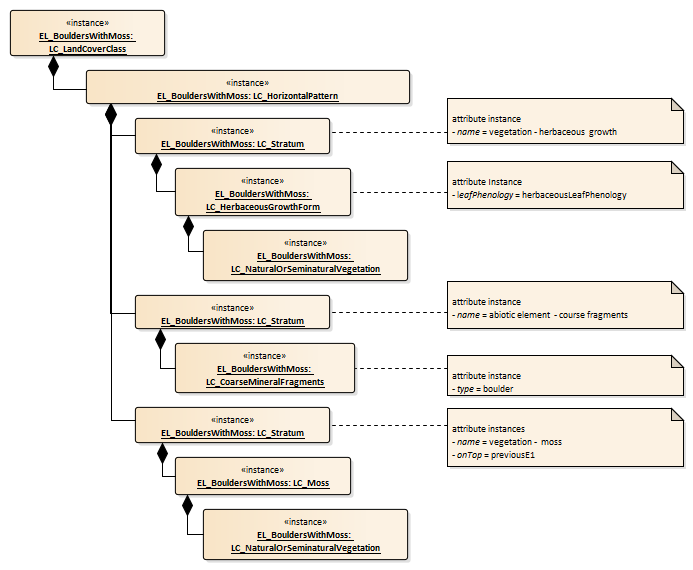 «instance»
EL_BouldersWithMoss:
LC_LandCoverClass
«instance»
EL_BouldersWithMoss: LC_HorizontalPattern
«instance»
EL_BouldersWithMoss: LC_Stratum
attribute instance
- name = vegetation - herbaceous growth
«instance»
EL_BouldersWithMoss:
LC_HerbaceousGrowthForm
attribute Instance
- leafPhenology = herbaceousLeafPhenology
«instance»
EL_BouldersWithMoss:
LC_NaturalOrSeminaturalVegetation
«instance»
EL_BouldersWithMoss: LC_Stratum
attribute instance
- name = abiotic element - course fragments
«instance»
EL_BouldersWithMoss:
LC_CoarseMineralFragments
attribute instance
- type = boulder
«instance»
EL_BouldersWithMoss: LC_Stratum
attribute instances
- name = vegetation - moss
- onTop = previousE1
«instance»
EL_BouldersWithMoss: LC_Moss
«instance»
EL_BouldersWithMoss:
LC_NaturalOrSeminaturalVegetation